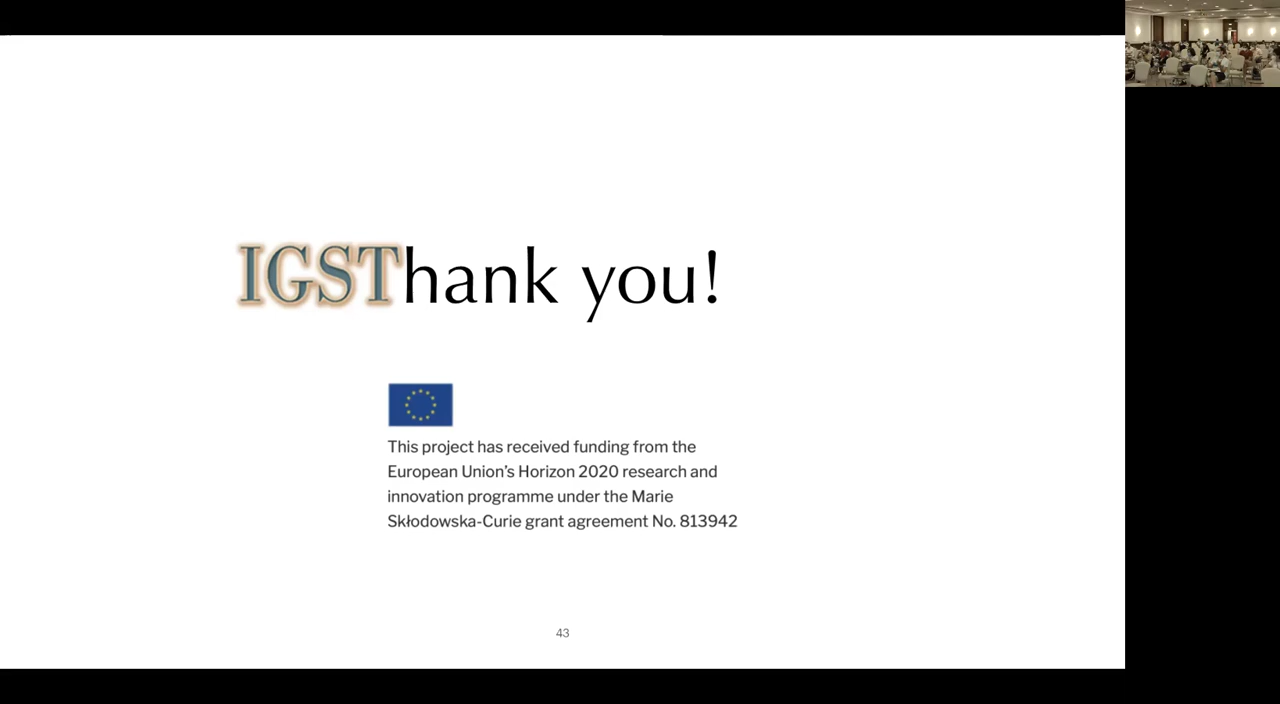 IGSThank you!
This project has received funding from the
European Union's Horizon 2020 research and
innovation programme under the Marie
Skłodowska-Curie grant agreement No. 813942
43